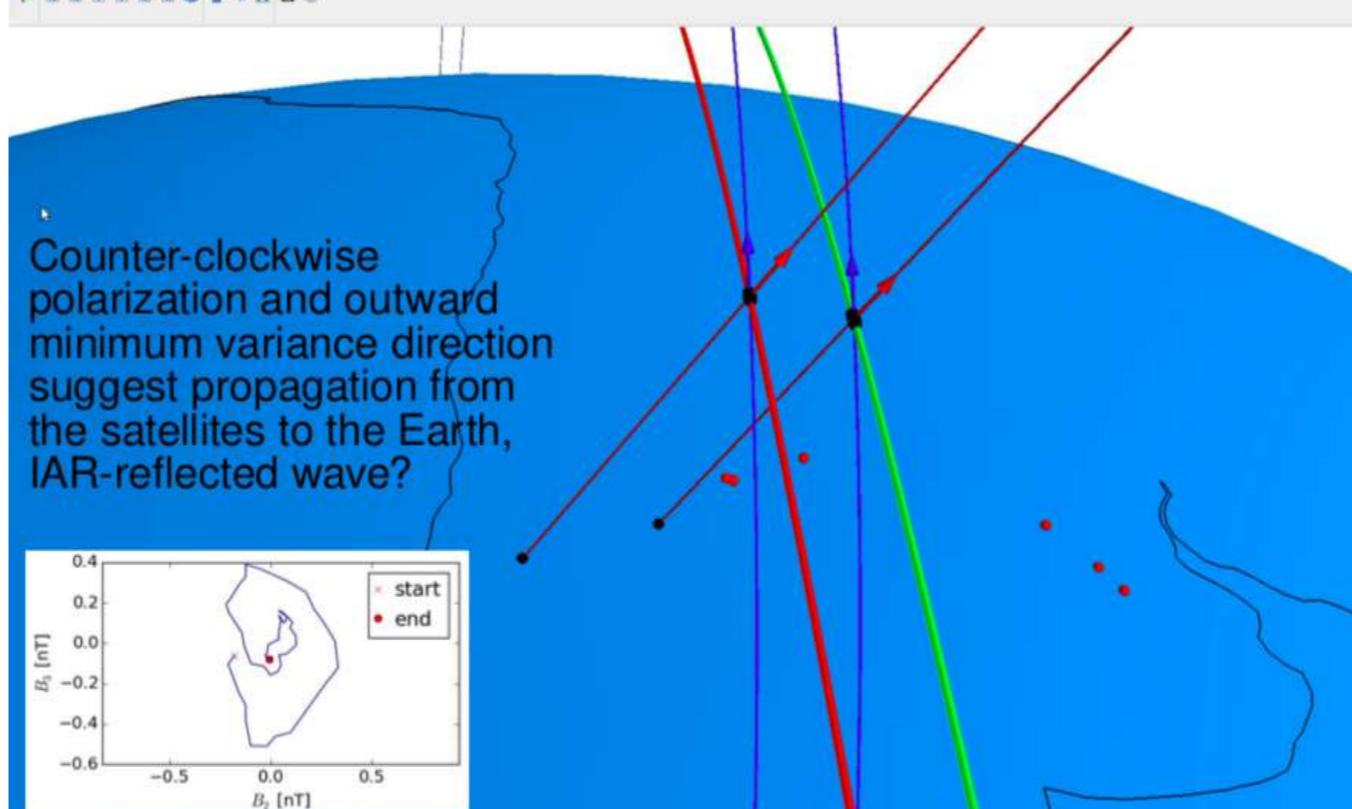 Counter-clockwise
polarization and outward
minimum variance direction
suggest propagation from
the satellites to the Earth,
IAR-reflected wave?
0.4
0.2
0.0
−0.2
−0.4
−0.6
B₃ [nT]
× start
● end
−0.5
0.0
0.5
B₂ [nT]